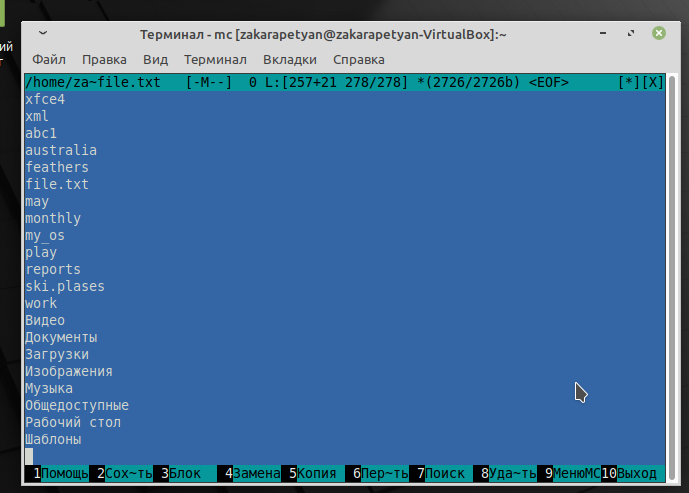 ий
т
Терминал - mc [zakarapetyan@zakarapetyan-VirtualBox]:~
Файл Правка Вид Терминал Вкладки Справка
/home/za~file.txt [-M--] 0 L:[257+21 278/278] *(2726/2726b) <EOF> [*][X]
xfce4
xml
abc1
australia
feathers
file.txt
may
monthly
my_os
play
reports
ski.plases
work
Видео
Документы
Загрузки
Изображения
Музыка
Общедоступные
Рабочий стол
Шаблоны
1Помощь 2Сох~ть 3Блок 4Замена 5Копия 6Пер~ть 7Поиск 8Уда~ть 9МенюMC 10Выход